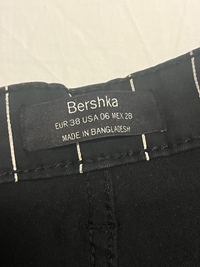 Bershka
EUR 38 USA 06 MEX 28
MADE IN BANGLADESH